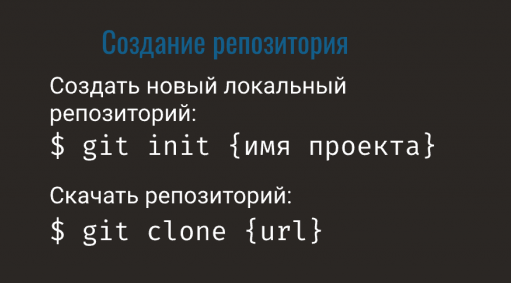 Создание репозитория
Создать новый локальный
репозиторий:
$ git init {имя проекта}
Скачать репозиторий:
$ git clone {url}